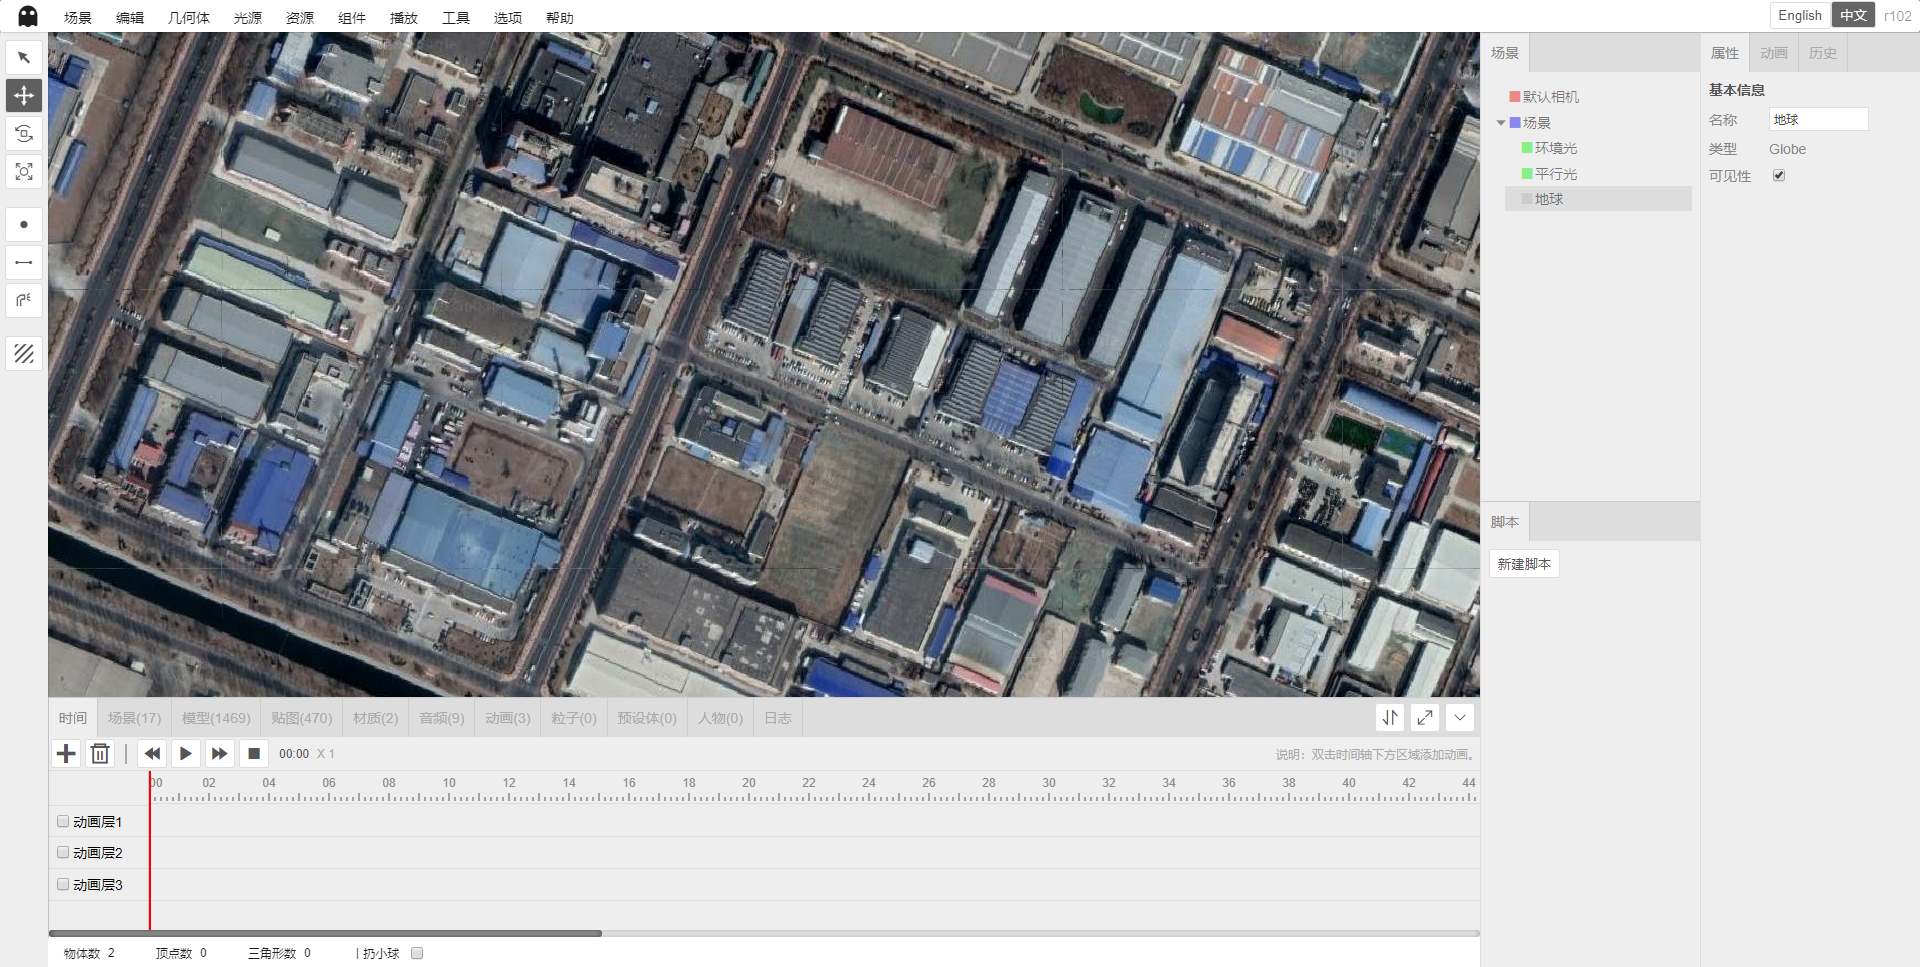 场景 编辑 几何体 光源 资源 组件 播放 工具 选项 帮助 English 中文 r102
场景
默认相机
场景
环境光
平行光
地球
脚本
新建脚本
属性 动画 历史
基本信息
名称 地球
类型 Globe
可见性
时间 场景(17) 模型(1469) 贴图(470) 材质(2) 音频(9) 动画(3) 粒子(0) 预设体(0) 人物(0) 日志
00:00 X 1 说明：双击时间轴下方区域添加动画。
00 02 04 06 08 10 12 14 16 18 20 22 24 26 28 30 32 34 36 38 40 42 44
动画层1
动画层2
动画层3
物体数 2 顶点数 0 三角形数 0 | 扔小球